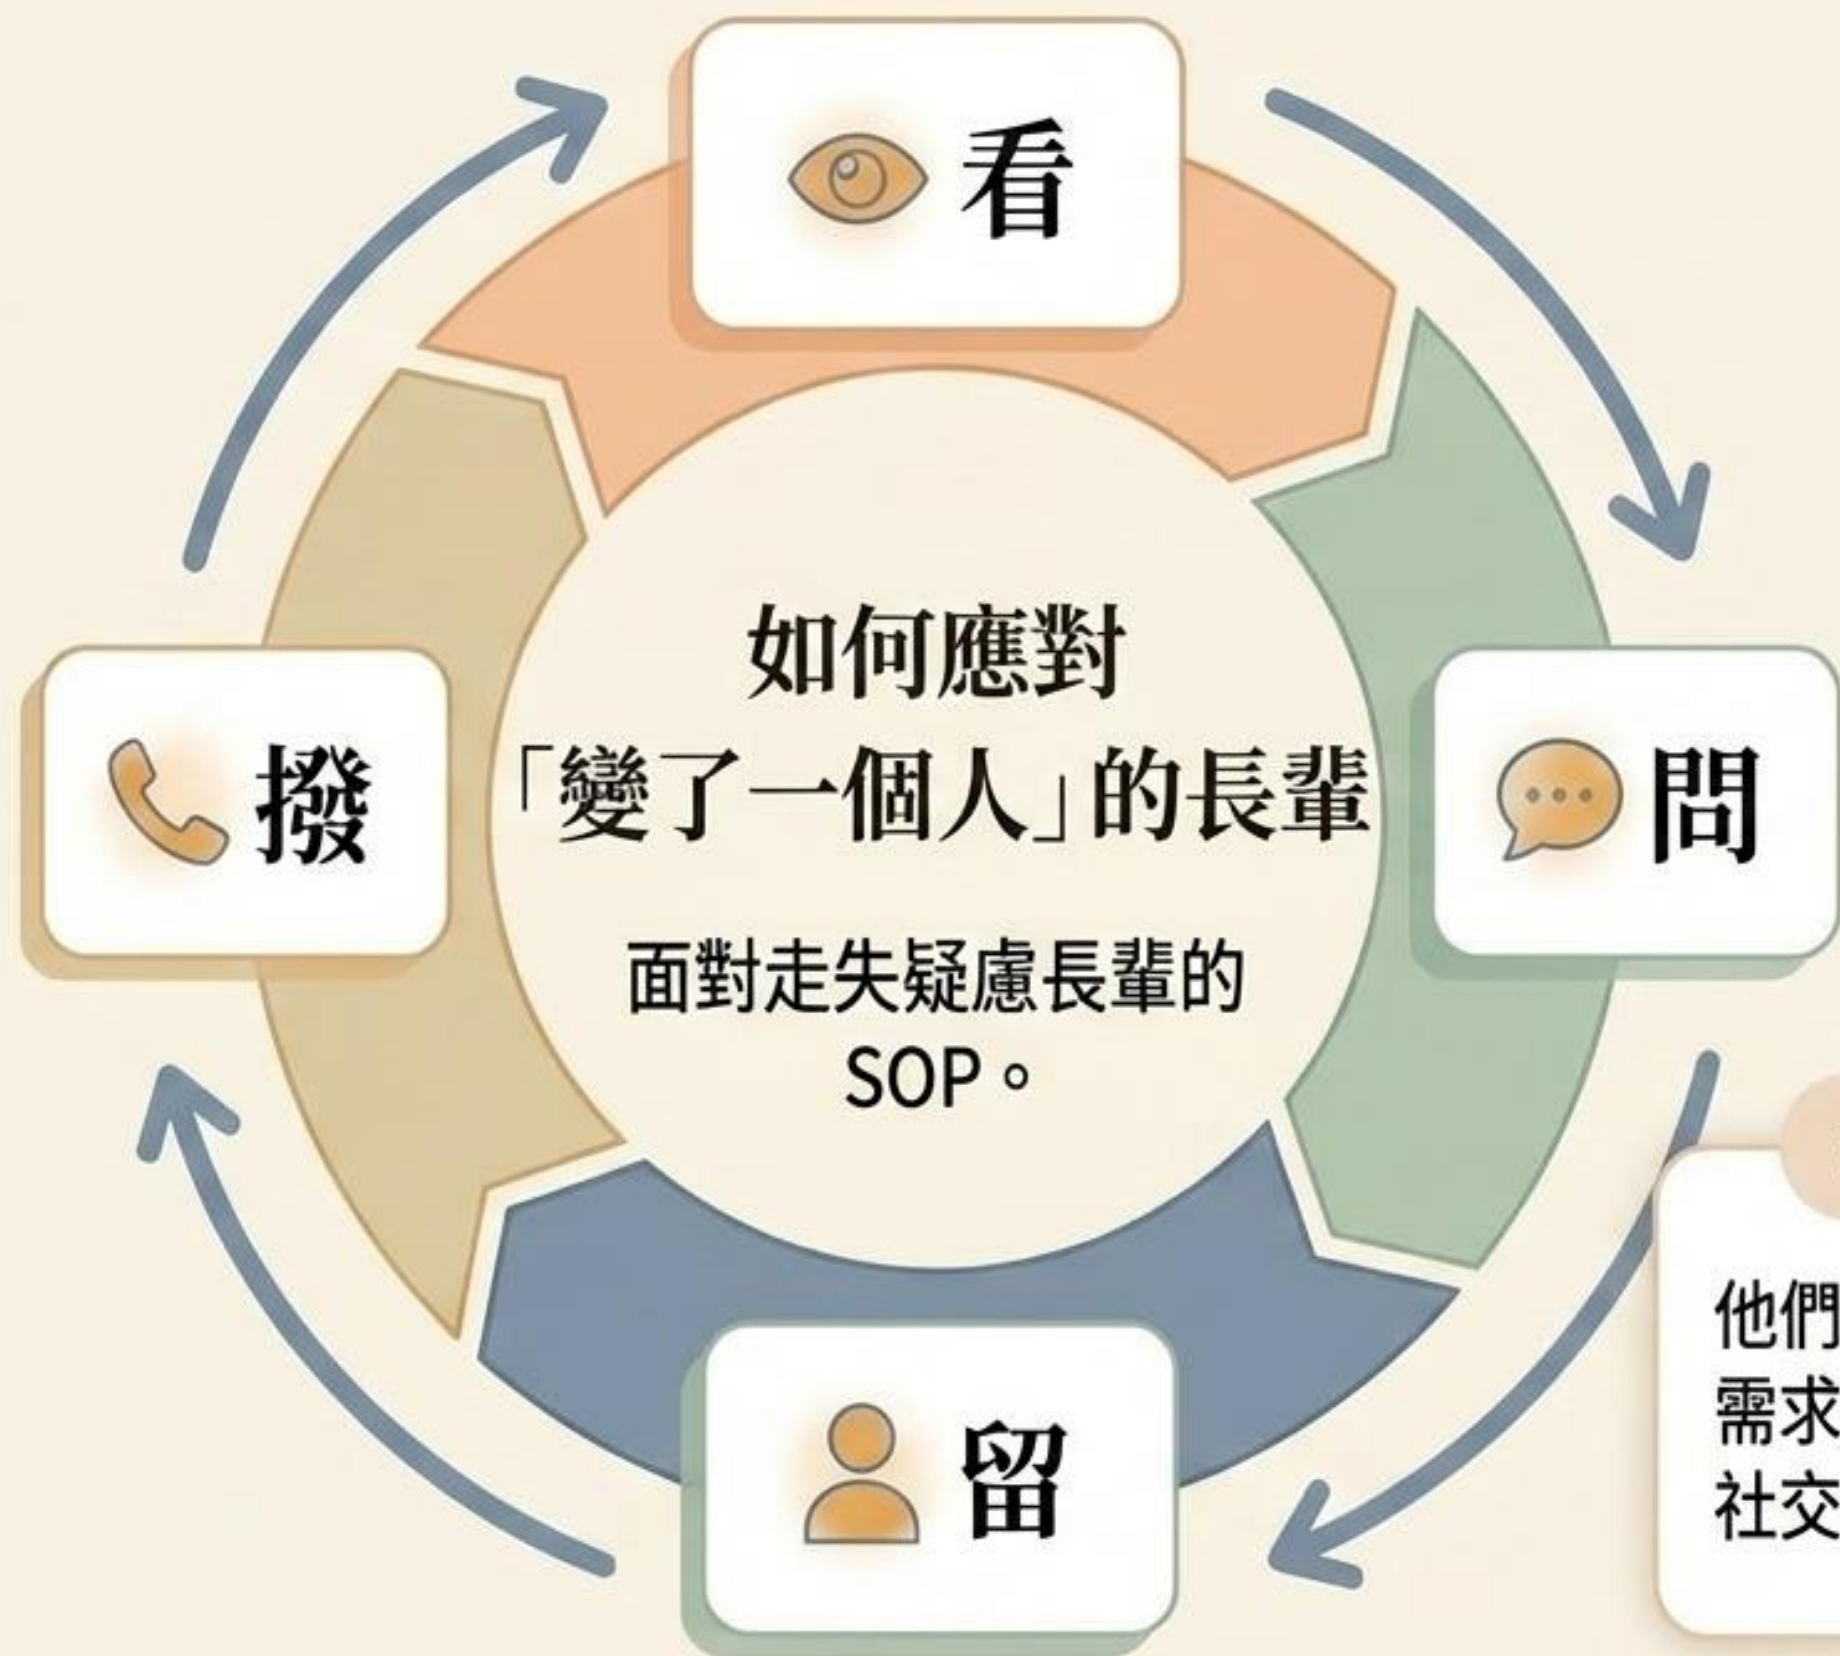 看
問
留
撥
如何應對
「變了一個人」的長輩
面對走失疑慮長輩的
SOP。
他們
需求
社交